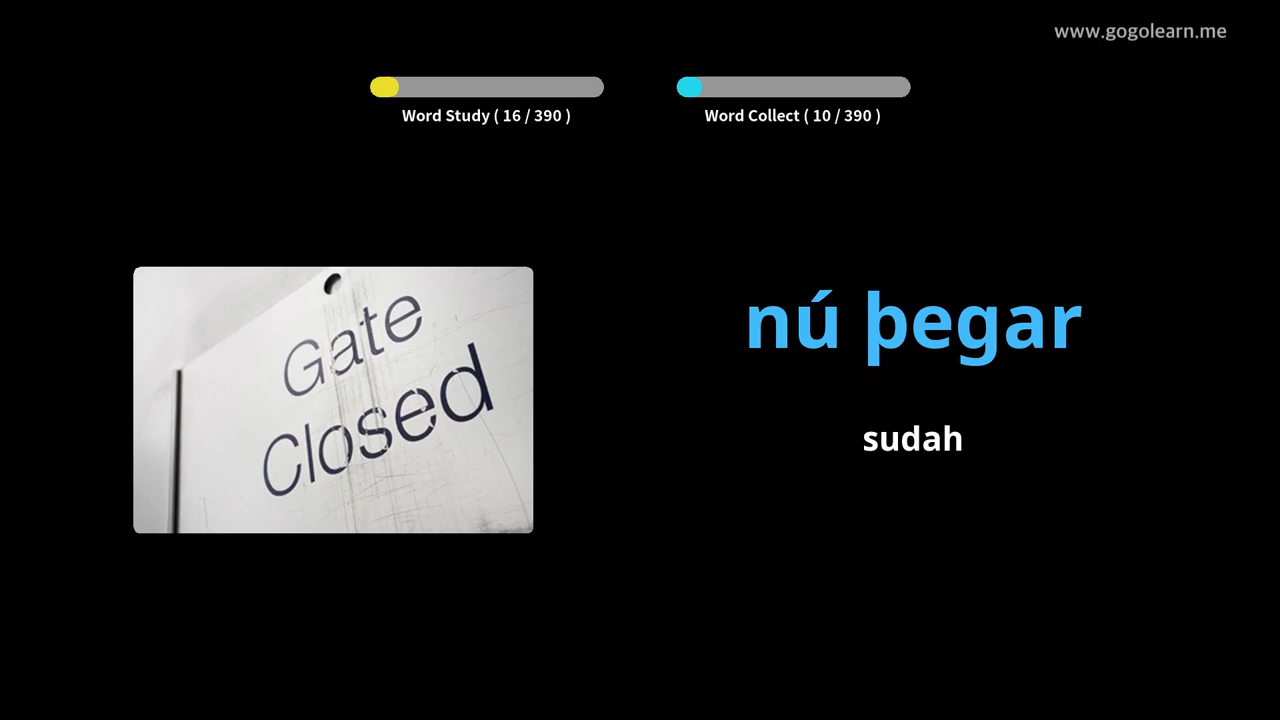 www.gogolearn.me
Word Study ( 16 / 390 )
Word Collect ( 10 / 390 )
Gate
Closed
nú þegar
sudah